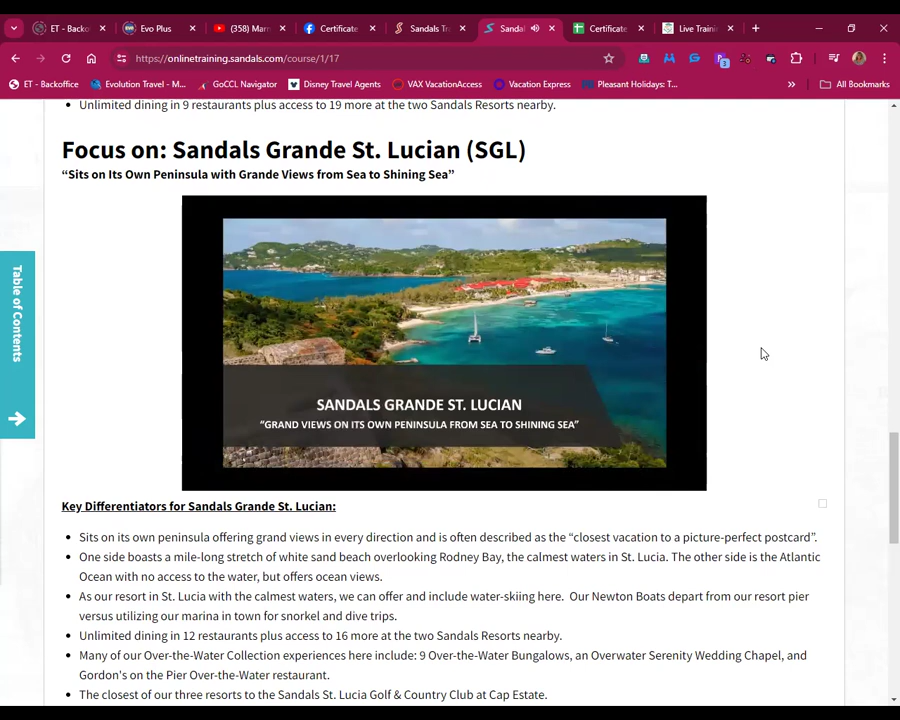 ET - Backo
Evo Plus
(358) Marr
Certificate
Sandals Tr
Sandal
Certificate
Live Trainin
https://onlinetraining.sandals.com/course/1/17
3
ET - Backoffice
Evolution Travel - M...
GoCCL Navigator
Disney Travel Agents
VAX VacationAccess
Vacation Express
Pleasant Holidays: T...
All Bookmarks
Unlimited dining in 9 restaurants plus access to 19 more at the two Sandals Resorts nearby.
Focus on: Sandals Grande St. Lucian (SGL)
“Sits on Its Own Peninsula with Grande Views from Sea to Shining Sea”
Table of Contents
SANDALS GRANDE ST. LUCIAN
“GRAND VIEWS ON ITS OWN PENINSULA FROM SEA TO SHINING SEA”
Key Differentiators for Sandals Grande St. Lucian:
Sits on its own peninsula offering grand views in every direction and is often described as the “closest vacation to a picture-perfect postcard”.
One side boasts a mile-long stretch of white sand beach overlooking Rodney Bay, the calmest waters in St. Lucia. The other side is the Atlantic
Ocean with no access to the water, but offers ocean views.
As our resort in St. Lucia with the calmest waters, we can offer and include water-skiing here. Our Newton Boats depart from our resort pier
versus utilizing our marina in town for snorkel and dive trips.
Unlimited dining in 12 restaurants plus access to 16 more at the two Sandals Resorts nearby.
Many of our Over-the-Water Collection experiences here include: 9 Over-the-Water Bungalows, an Overwater Serenity Wedding Chapel, and
Gordon's on the Pier Over-the-Water restaurant.
The closest of our three resorts to the Sandals St. Lucia Golf & Country Club at Cap Estate.